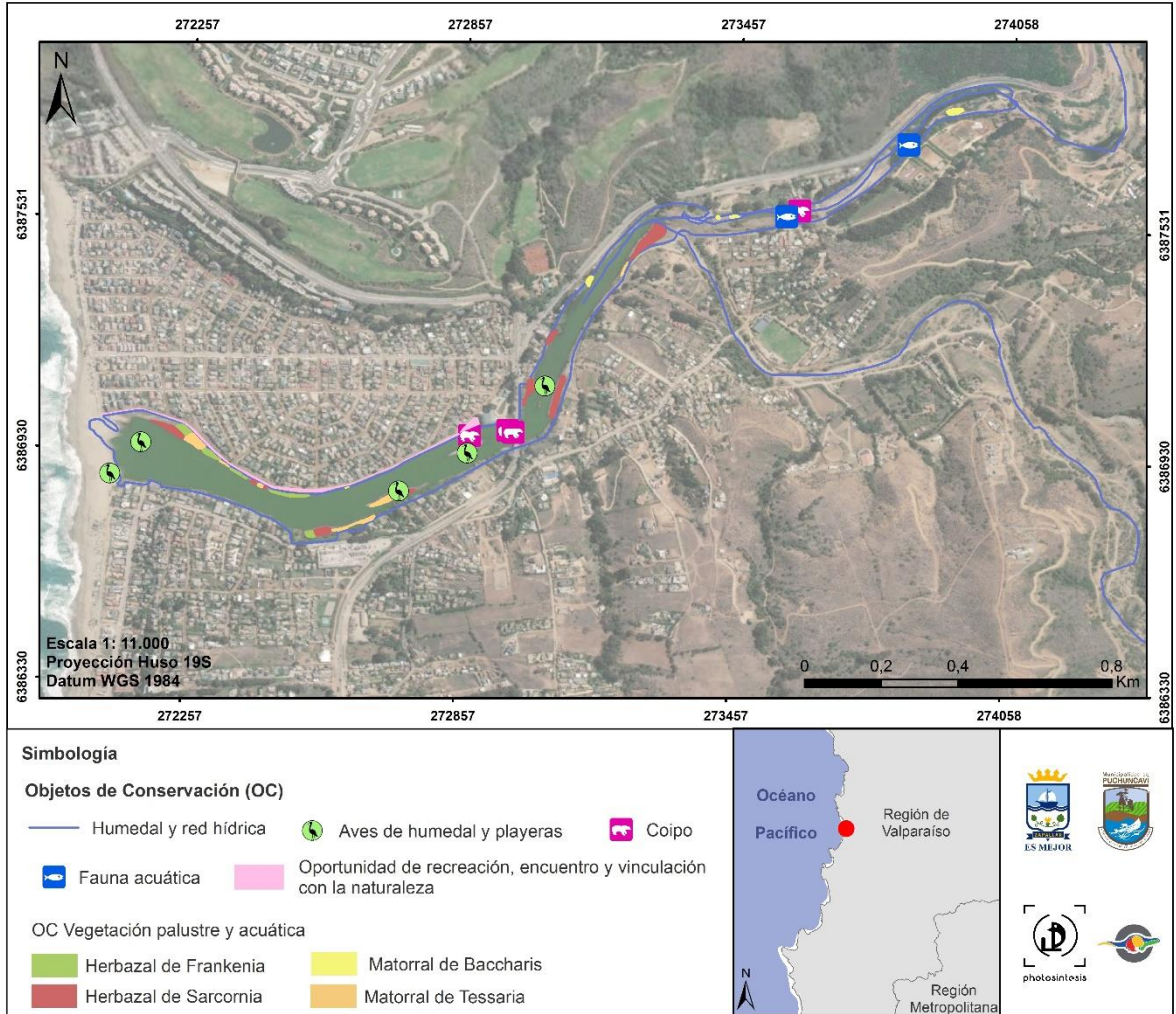 272257 272857 273457 274058
N
6387531
6387531
6386930
6386930
6386330
6386330
Escala 1: 11.000
Proyección Huso 19S
Datum WGS 1984
0 0,2 0,4 0,8
Km
272257 272857 273457 274058
Simbología
Objetos de Conservación (OC)
Humedal y red hídrica
Aves de humedal y playeras
Coipo
Fauna acuática
Oportunidad de recreación, encuentro y vinculación
con la naturaleza
OC Vegetación palustre y acuática
Herbazal de Frankenia
Matorral de Baccharis
Herbazal de Sarcornia
Matorral de Tessaria
Océano
Pacífico
Región de
Valparaíso
Región
Metropolitana
N
ZAPALLAR
ES MEJOR
Municipalidad de
PUCHUNCAVÍ
photosintesis